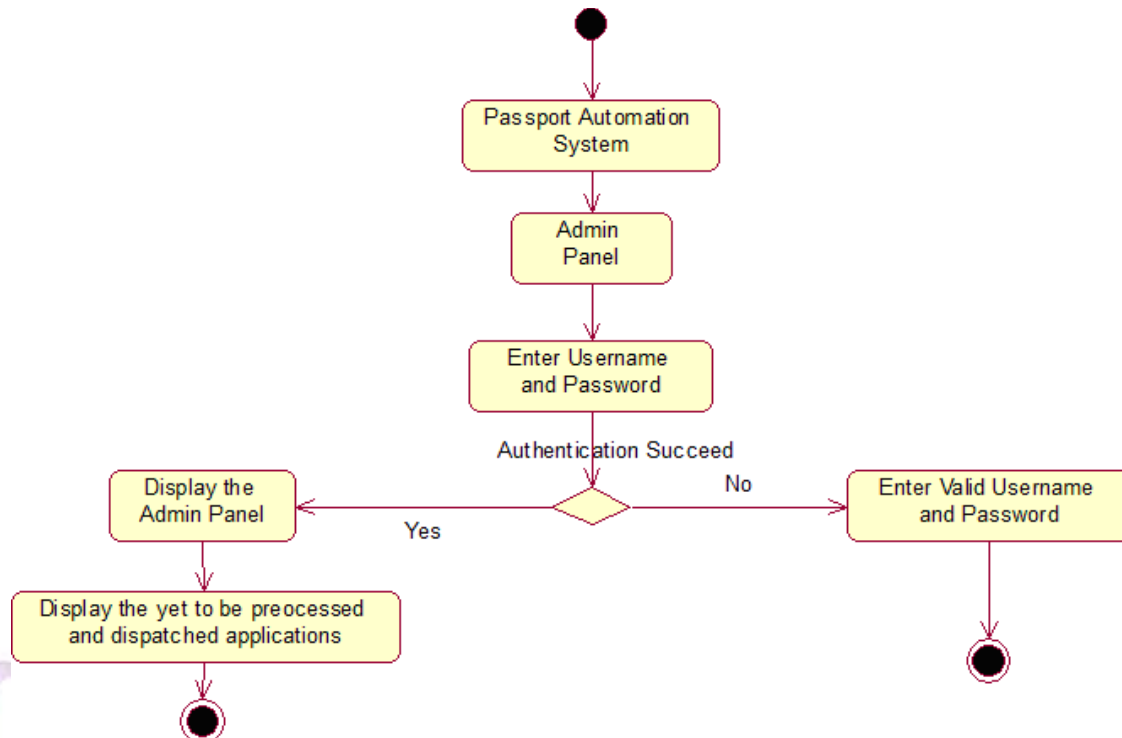 Passport Automation
System
Admin
Panel
Enter Username
and Password
Authentication Succeed
No
Yes
Display the
Admin Panel
Enter Valid Username
and Password
Display the yet to be preocessed
and dispatched applications